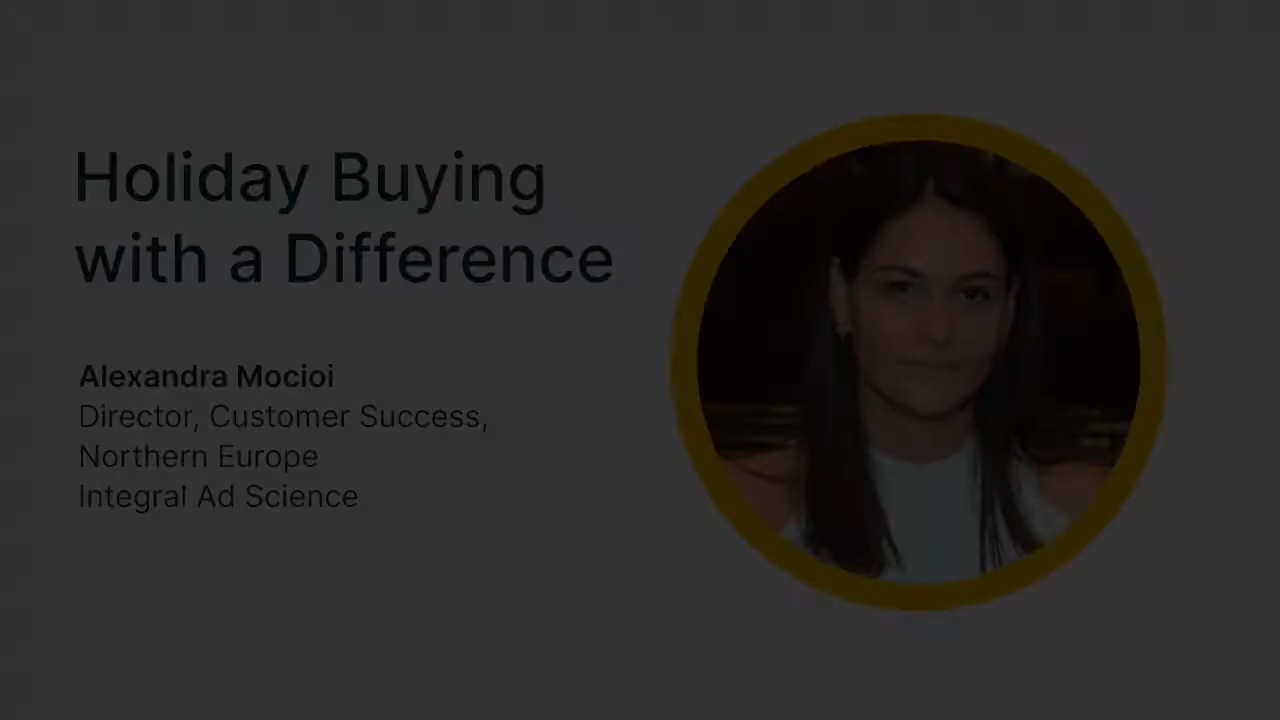 Holiday Buying
with a Difference
Alexandra Mocioi
Director, Customer Success,
Northern Europe
Integral Ad Science